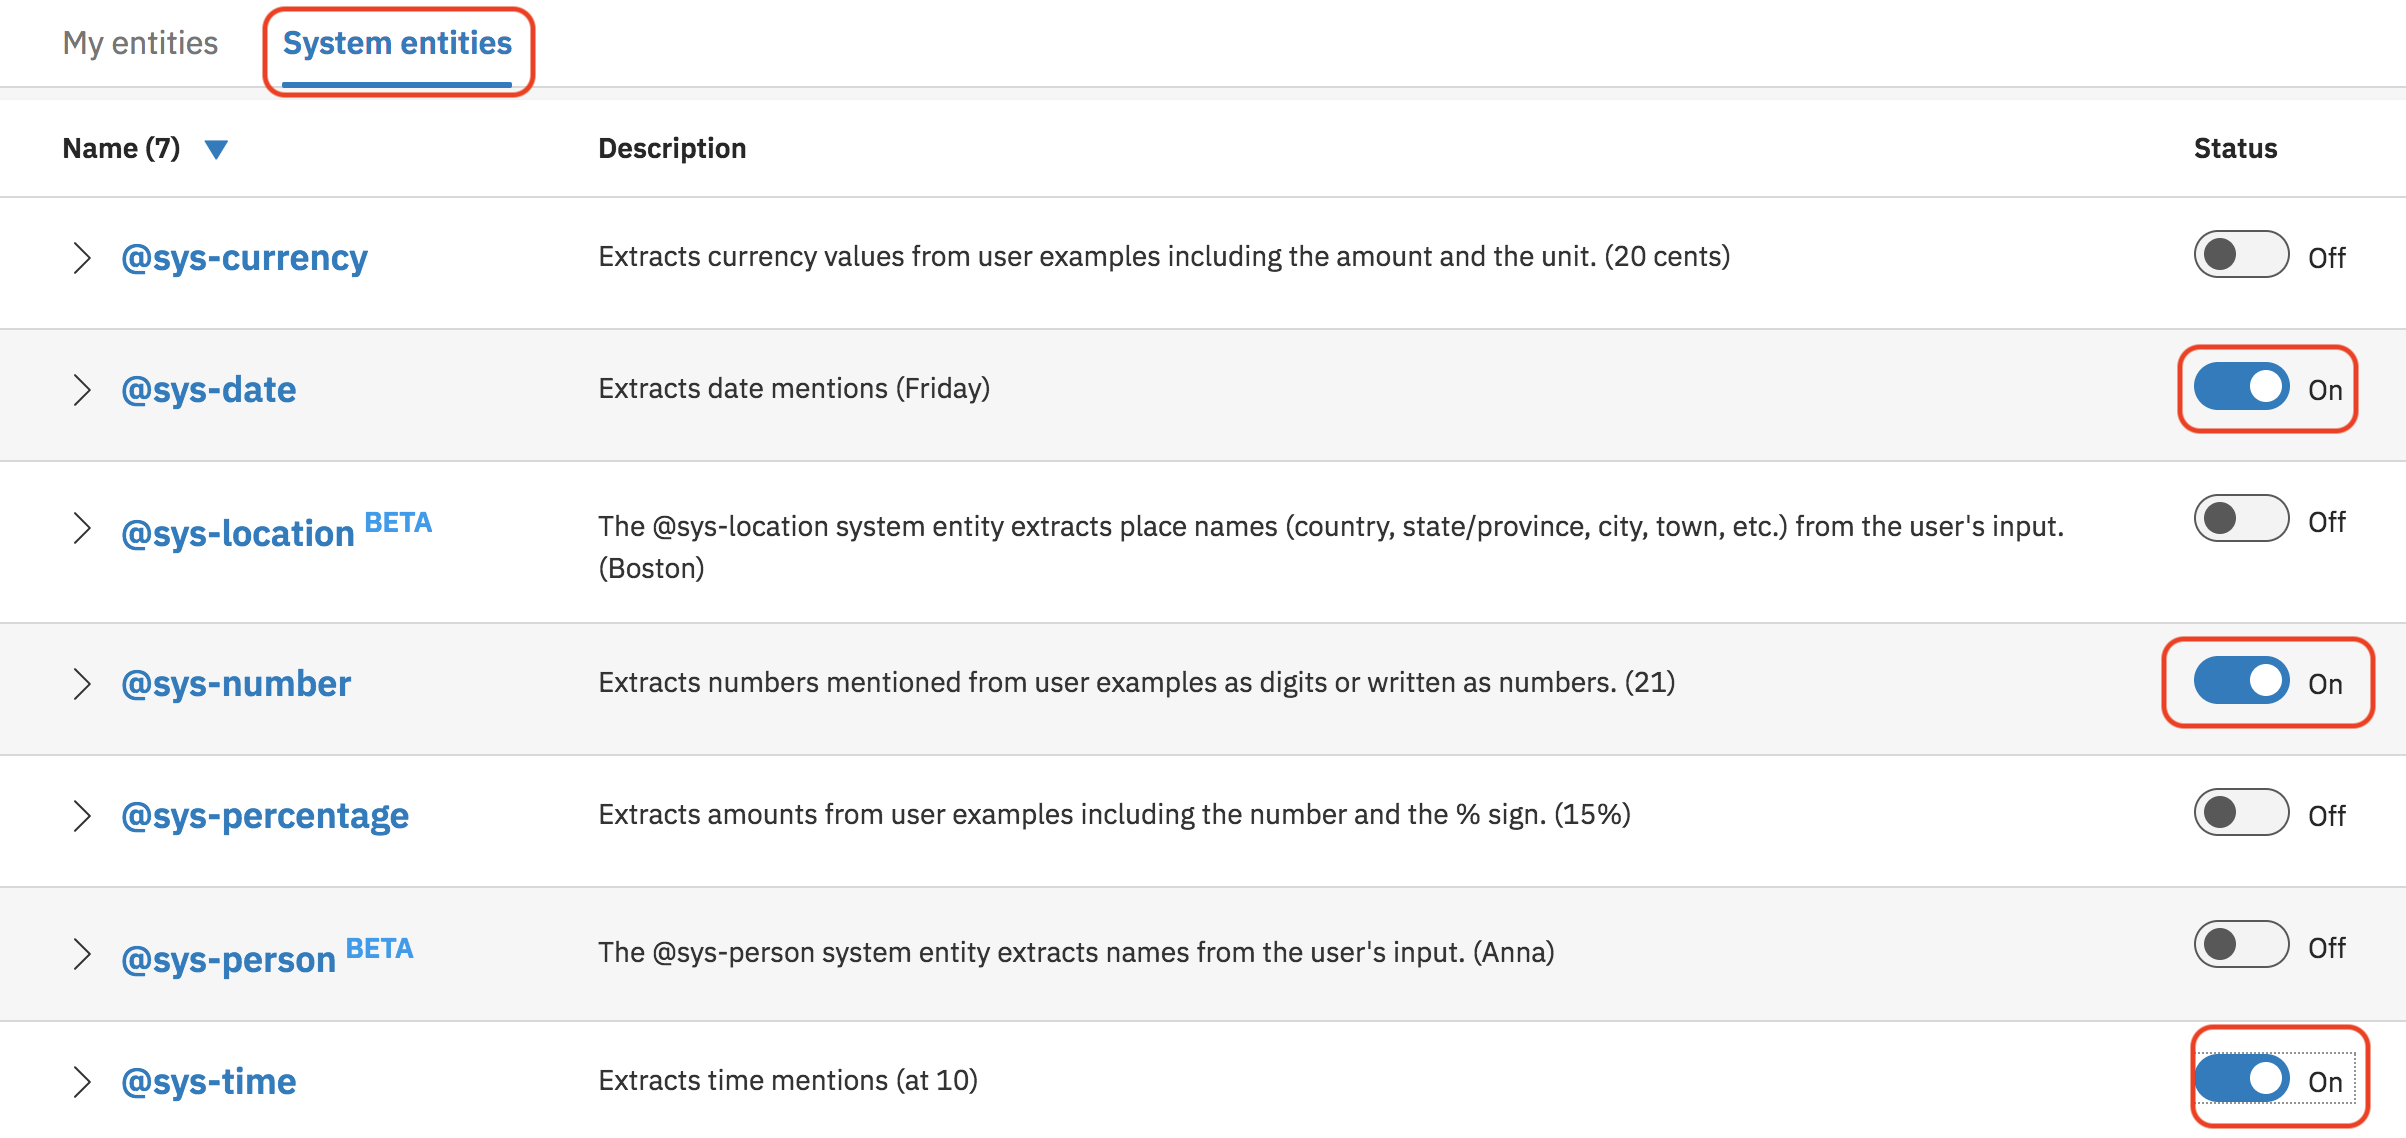 My entities
System entities
Name (7)
Description
Status
@sys-currency
Extracts currency values from user examples including the amount and the unit. (20 cents)
Off
@sys-date
Extracts date mentions (Friday)
On
@sys-location BETA
The @sys-location system entity extracts place names (country, state/province, city, town, etc.) from the user's input.
(Boston)
Off
@sys-number
Extracts numbers mentioned from user examples as digits or written as numbers. (21)
On
@sys-percentage
Extracts amounts from user examples including the number and the % sign. (15%)
Off
@sys-person BETA
The @sys-person system entity extracts names from the user's input. (Anna)
Off
@sys-time
Extracts time mentions (at 10)
On